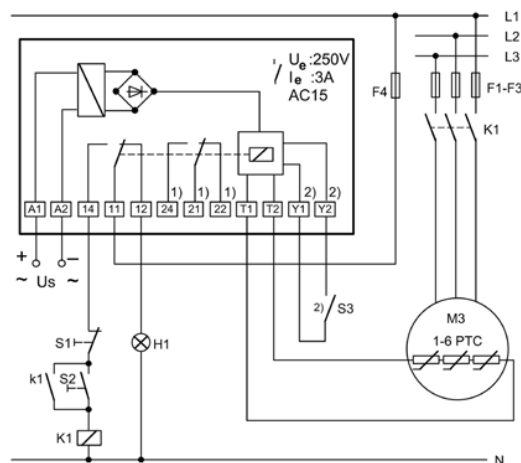 L1
L2
L3
Ue :250V
Ie :3A
AC15
F4
F1-F3
K1
1) 1) 1) 2) 2)
A1 A2 14 11 12 24 21 22 T1 T2 Y1 Y2
+ −
~ Us ~
2) S3
M3
1-6 PTC
S1
H1
k1 S2
K1
N